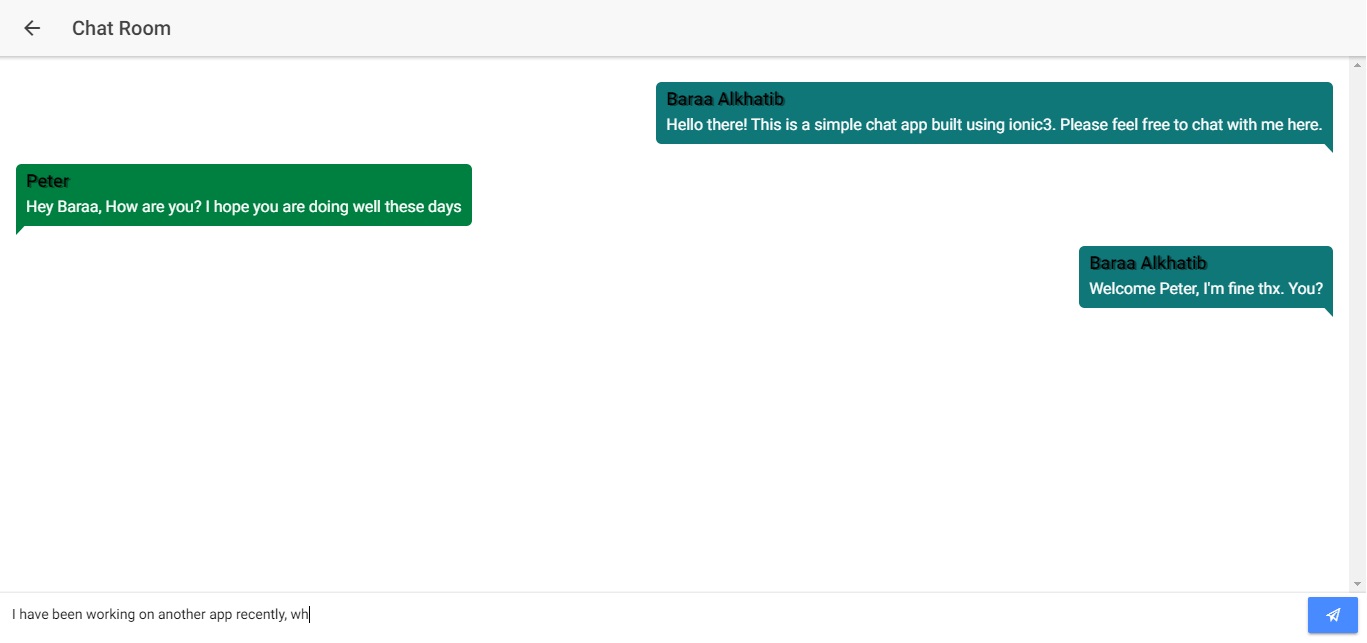 Chat Room
Baraa Alkhatib
Hello there! This is a simple chat app built using ionic3. Please feel free to chat with me here.
Peter
Hey Baraa, How are you? I hope you are doing well these days
Baraa Alkhatib
Welcome Peter, I'm fine thx. You?
I have been working on another app recently, wh